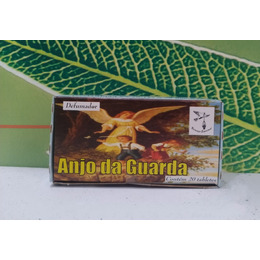 Defumador
Anjo da Guarda
Contém 20 tabletes